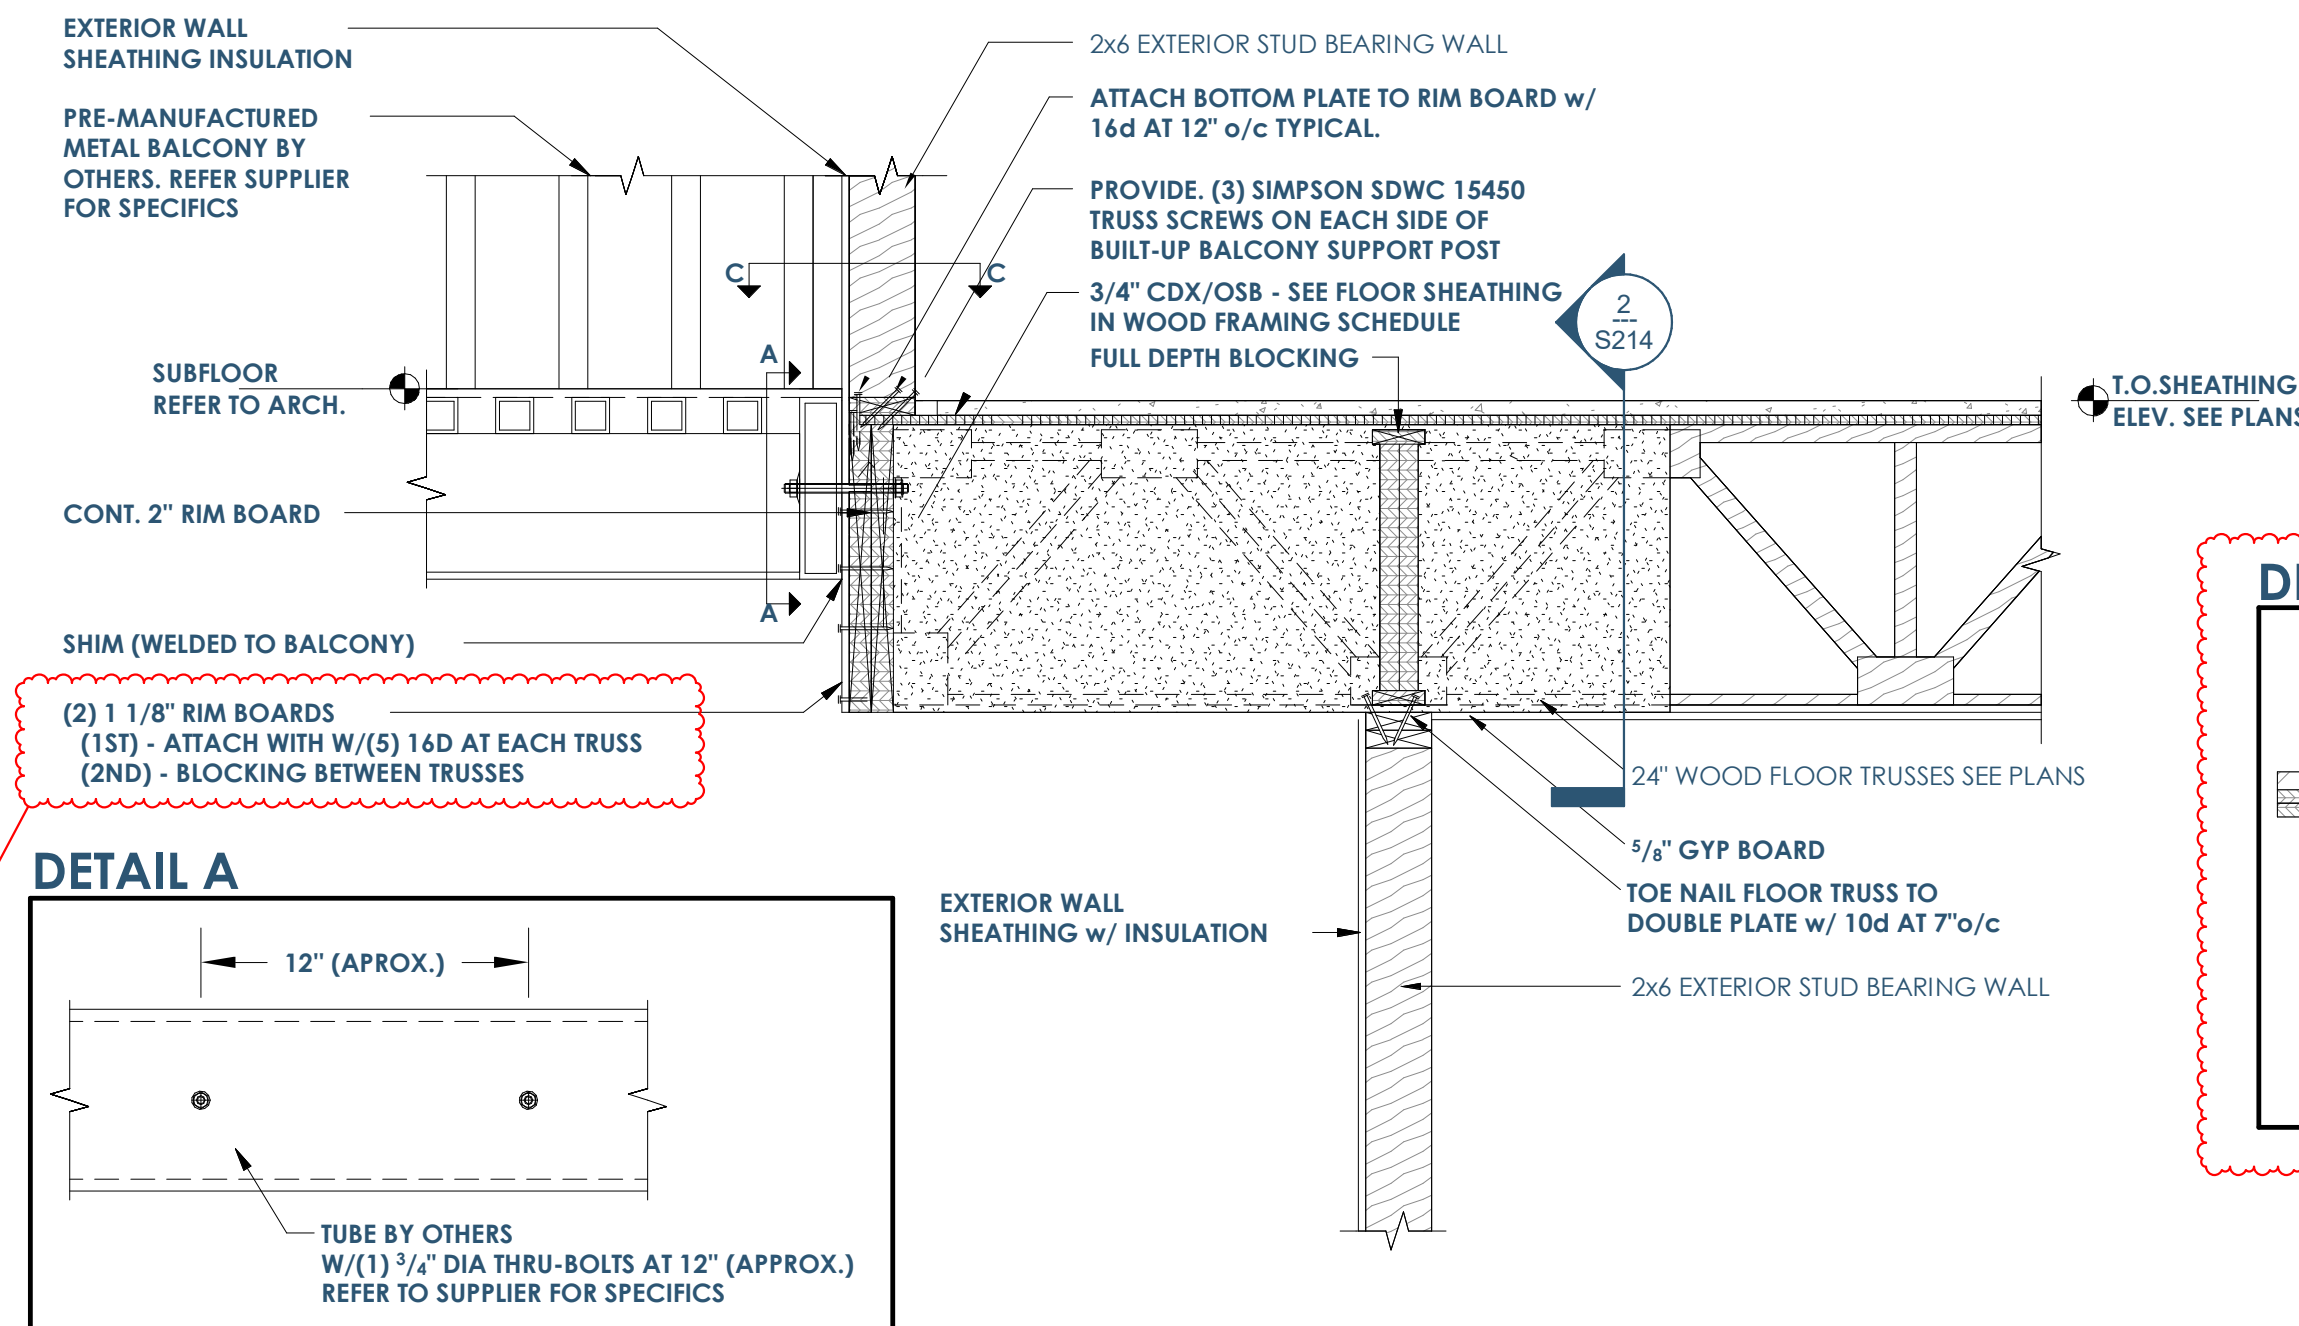 EXTERIOR WALL
SHEATHING INSULATION
PRE-MANUFACTURED
METAL BALCONY BY
OTHERS. REFER SUPPLIER
FOR SPECIFICS
SUBFLOOR
REFER TO ARCH.
CONT. 2" RIM BOARD
SHIM (WELDED TO BALCONY)
(2) 1 1/8" RIM BOARDS
(1ST) - ATTACH WITH W/(5) 16D AT EACH TRUSS
(2ND) - BLOCKING BETWEEN TRUSSES
2x6 EXTERIOR STUD BEARING WALL
ATTACH BOTTOM PLATE TO RIM BOARD w/
16d AT 12" o/c TYPICAL.
PROVIDE. (3) SIMPSON SDWC 15450
TRUSS SCREWS ON EACH SIDE OF
BUILT-UP BALCONY SUPPORT POST
3/4" CDX/OSB - SEE FLOOR SHEATHING
IN WOOD FRAMING SCHEDULE
FULL DEPTH BLOCKING
C
C
A
A
2
---
S214
T.O.SHEATHING
ELEV. SEE PLANS
24" WOOD FLOOR TRUSSES SEE PLANS
5/8" GYP BOARD
TOE NAIL FLOOR TRUSS TO
DOUBLE PLATE w/ 10d AT 7"o/c
EXTERIOR WALL
SHEATHING w/ INSULATION
2x6 EXTERIOR STUD BEARING WALL
DETAIL A
12" (APROX.)
TUBE BY OTHERS
W/(1) 3/4" DIA THRU-BOLTS AT 12" (APPROX.)
REFER TO SUPPLIER FOR SPECIFICS